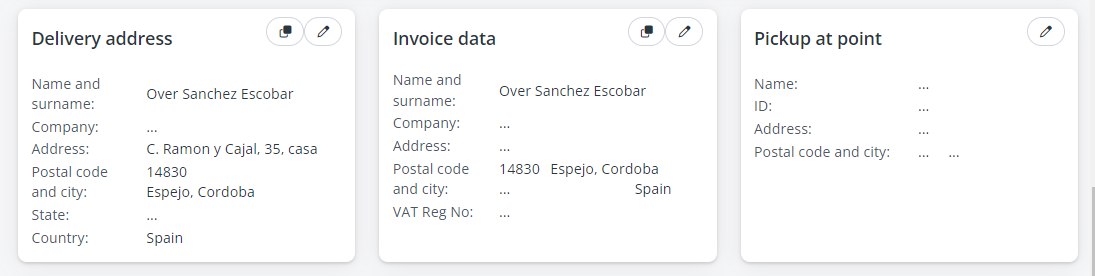 Delivery address
Name and
surname:
Over Sanchez Escobar
Company: ...
Address: C. Ramon y Cajal, 35, casa
Postal code
and city:
14830
Espejo, Cordoba
State: ...
Country: Spain
Invoice data
Name and
surname:
Over Sanchez Escobar
Company: ...
Address: ...
Postal code
and city:
14830 Espejo, Cordoba
... Spain
VAT Reg No: ...
Pickup at point
Name: ...
ID: ...
Address: ...
Postal code and city: ... ...